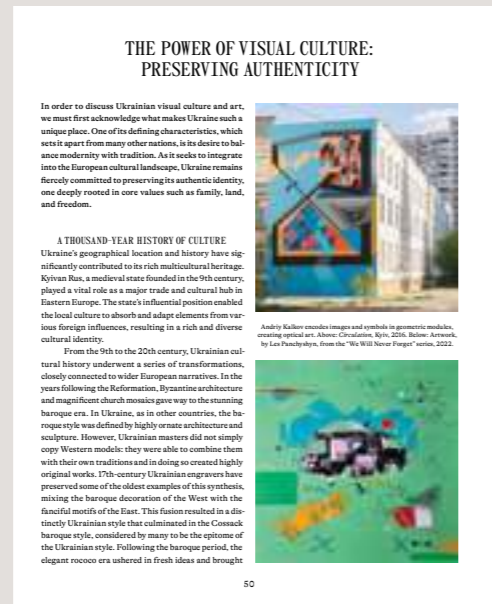 THE POWER OF VISUAL CULTURE:
PRESERVING AUTHENTICITY
In order to discuss Ukrainian visual culture and art,
we must first acknowledge what makes Ukraine such a
unique place. One of its defining characteristics, which
sets it apart from many other nations, is its desire to bal-
ance modernity with tradition. As it seeks to integrate
into the European cultural landscape, Ukraine remains
fiercely committed to preserving its authentic identity,
one deeply rooted in core values such as family, land,
and freedom.
A THOUSAND-YEAR HISTORY OF CULTURE
Ukraine's geographical location and history have sig-
nificantly contributed to its rich multicultural heritage.
Kyivan Rus, a medieval state founded in the 9th century,
played a vital role as a major trade and cultural hub in
Eastern Europe. The state's influential position enabled
the local culture to absorb and adapt elements from var-
ious foreign influences, resulting in a rich and diverse
cultural identity.
From the 9th to the 20th century, Ukrainian cul-
tural history underwent a series of transformations,
closely connected to wider European narratives. In the
years following the Reformation, Byzantine architecture
and magnificent church mosaics gave way to the stunning
baroque era. In Ukraine, as in other countries, the ba-
roque style was defined by highly ornate architecture and
sculpture. However, Ukrainian masters did not simply
copy Western models: they were able to combine them
with their own traditions and in doing so created highly
original works. 17th-century Ukrainian engravers have
preserved some of the oldest examples of this synthesis,
mixing the baroque decoration of the West with the
fanciful motifs of the East. This fusion resulted in a dis-
tinctly Ukrainian style that culminated in the Cossack
baroque style, considered by many to be the epitome of
the Ukrainian style. Following the baroque period, the
elegant rococo era ushered in fresh ideas and brought
Andriy Kalkov encodes images and symbols in geometric modules,
creating optical art. Above: Circulation, Kyiv, 2016. Below: Artwork,
by Les Panchyshyn, from the "We Will Never Forget" series, 2022.
50